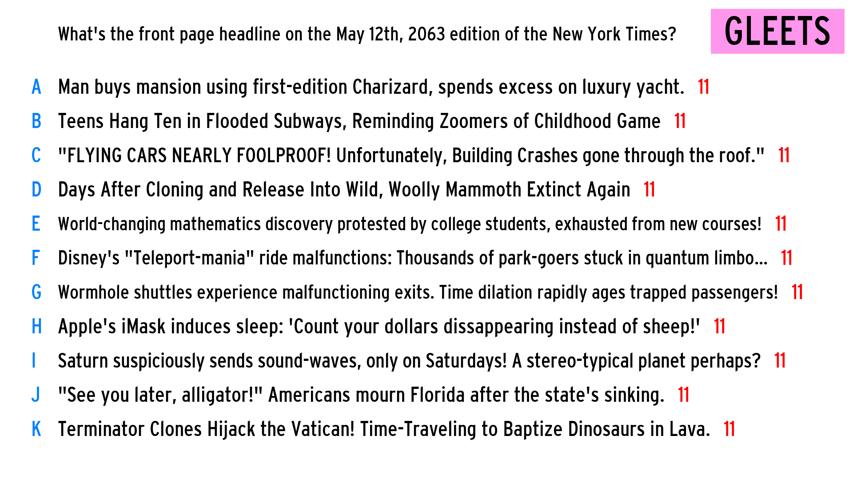 What's the front page headline on the May 12th, 2063 edition of the New York Times?
GLEETS
A Man buys mansion using first-edition Charizard, spends excess on luxury yacht. 11
B Teens Hang Ten in Flooded Subways, Reminding Zoomers of Childhood Game 11
C "FLYING CARS NEARLY FOOLPROOF! Unfortunately, Building Crashes gone through the roof." 11
D Days After Cloning and Release Into Wild, Woolly Mammoth Extinct Again 11
E World-changing mathematics discovery protested by college students, exhausted from new courses! 11
F Disney's "Teleport-mania" ride malfunctions: Thousands of park-goers stuck in quantum limbo... 11
G Wormhole shuttles experience malfunctioning exits. Time dilation rapidly ages trapped passengers! 11
H Apple's iMask induces sleep: 'Count your dollars dissappearing instead of sheep!' 11
I Saturn suspiciously sends sound-waves, only on Saturdays! A stereo-typical planet perhaps? 11
J "See you later, alligator!" Americans mourn Florida after the state's sinking. 11
K Terminator Clones Hijack the Vatican! Time-Traveling to Baptize Dinosaurs in Lava. 11